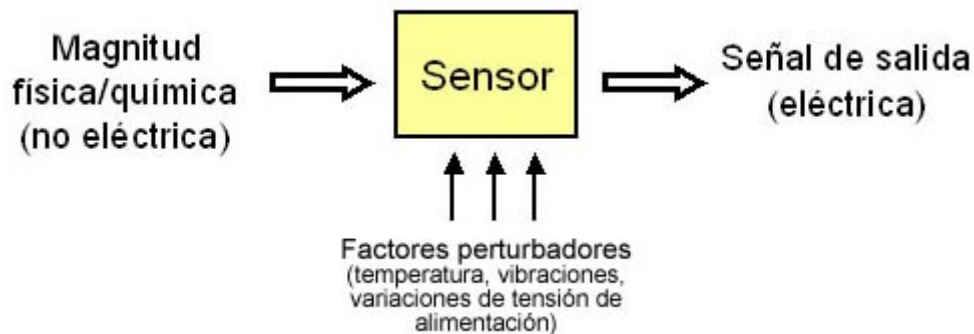 Magnitud
física/química
(no eléctrica)
Sensor
Señal de salida
(eléctrica)
Factores perturbadores
(temperatura, vibraciones,
variaciones de tensión de
alimentación)